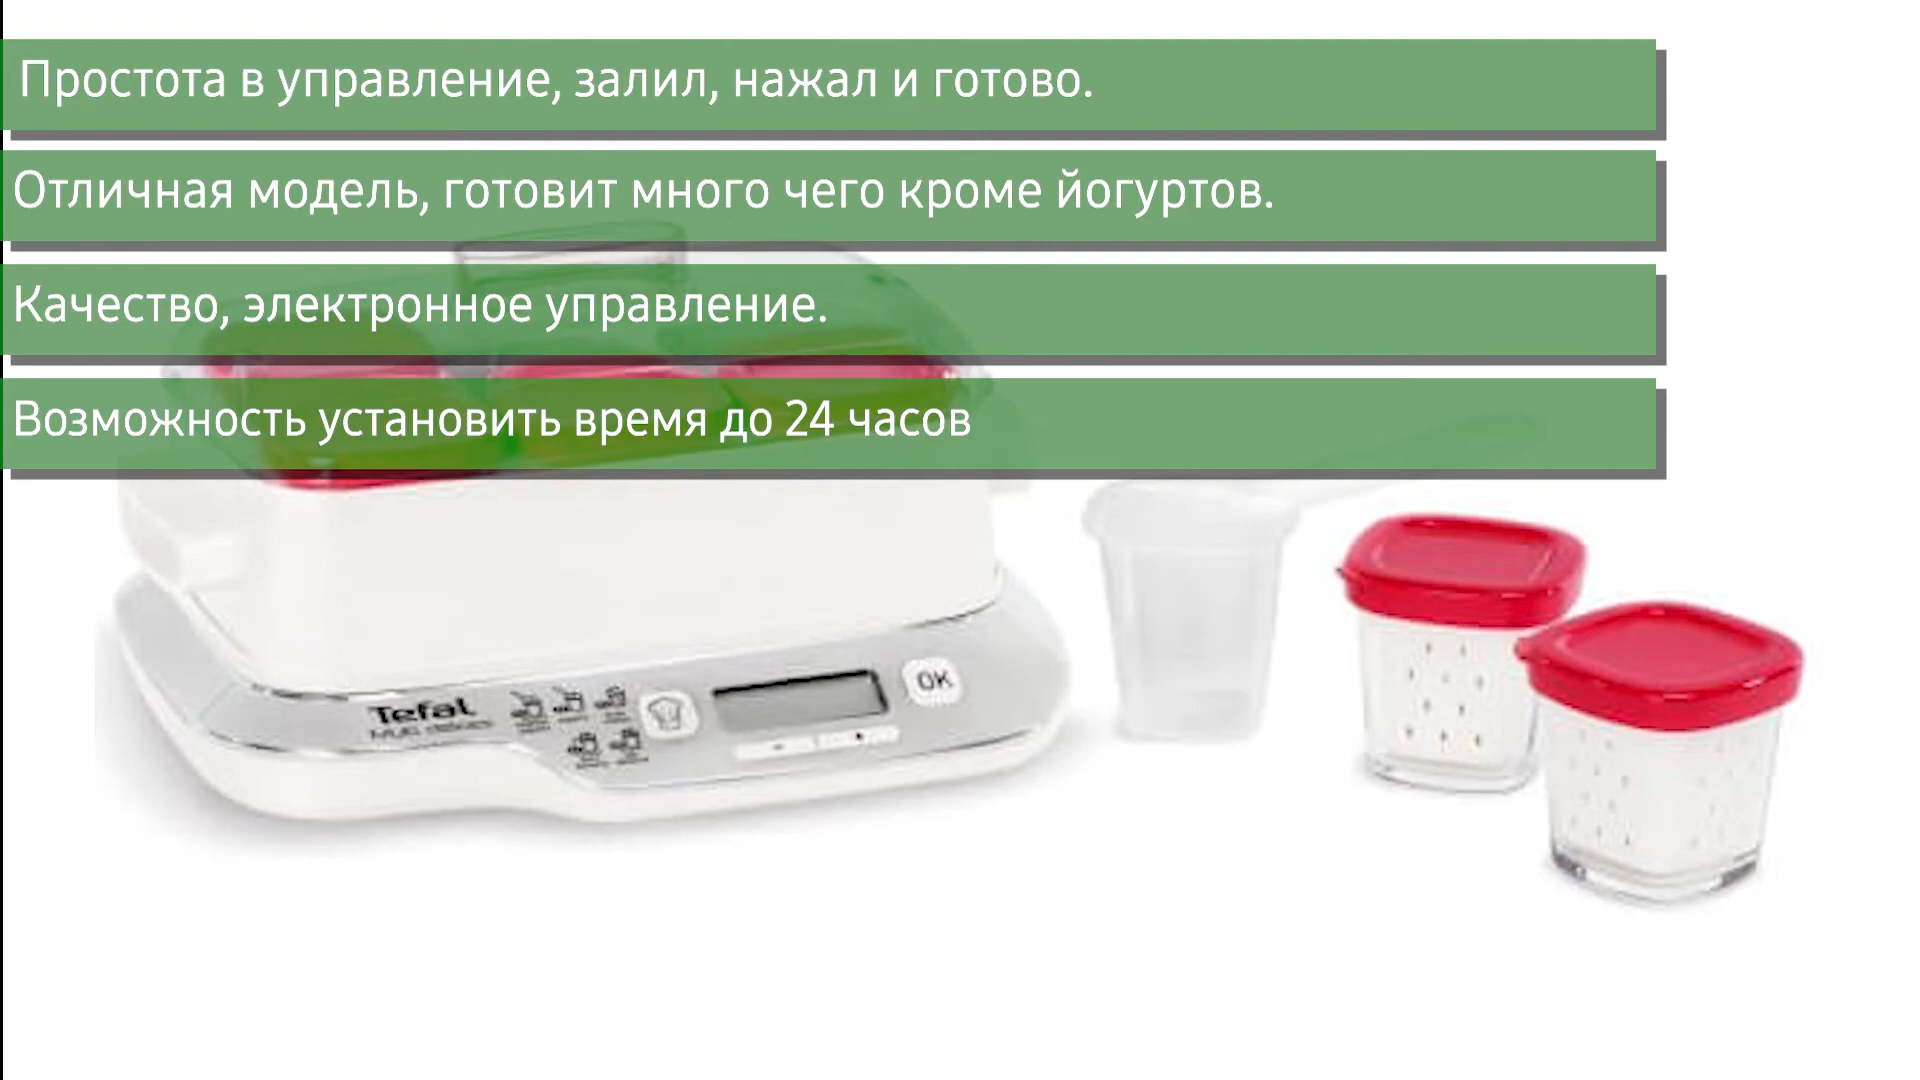 Простота в управление, залил, нажал и готово.
Отличная модель, готовит много чего кроме йогуртов.
Качество, электронное управление.
Возможность установить время до 24 часов
Tefal
OK